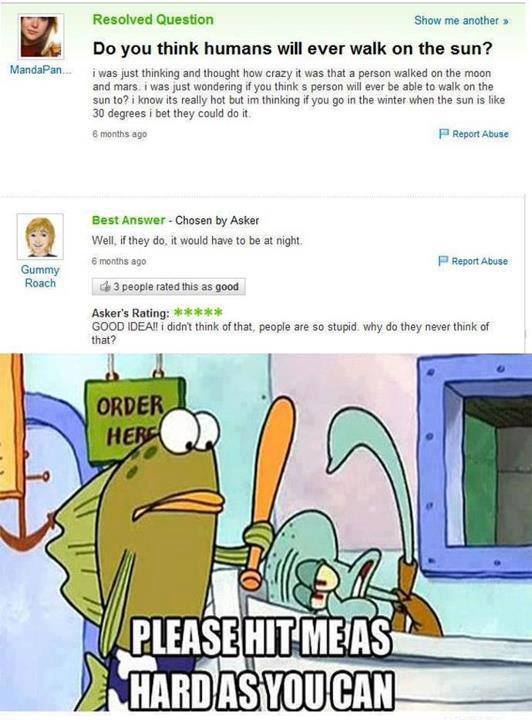 Resolved Question
Show me another »
Do you think humans will ever walk on the sun?
MandaPan...
i was just thinking and thought how crazy it was that a person walked on the moon
and mars. i was just wondering if you think s person will ever be able to walk on the
sun to? i know its really hot but im thinking if you go in the winter when the sun is like
30 degrees i bet they could do it.
6 months ago
Report Abuse
Best Answer - Chosen by Asker
Well, if they do, it would have to be at night.
6 months ago
Report Abuse
Gummy
Roach
3 people rated this as good
Asker's Rating: *****
GOOD IDEA!! i didn't think of that, people are so stupid. why do they never think of
that?
ORDER
HERE
PLEASE HIT ME AS
HARD AS YOU CAN